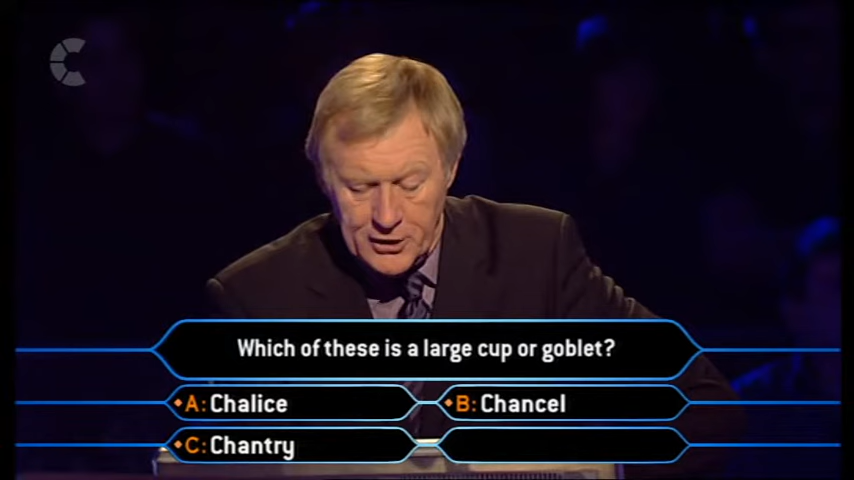 Which of these is a large cup or goblet?
A: Chalice
B: Chancel
C: Chantry